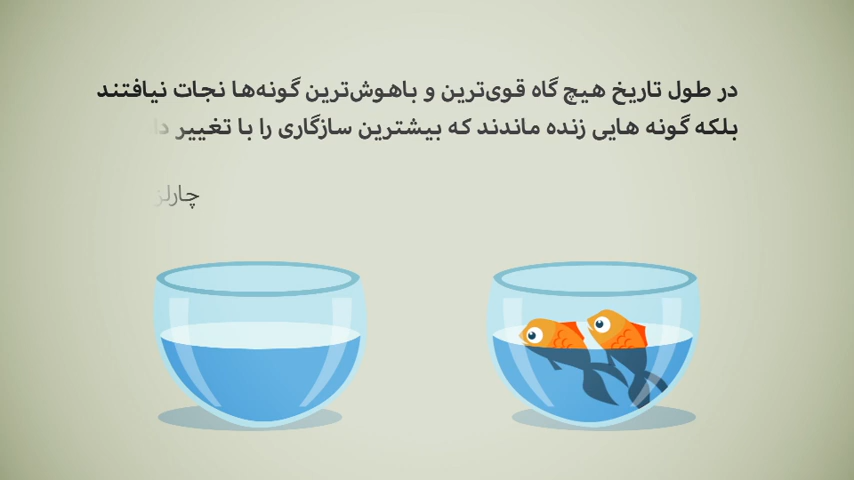 در طول تاریخ هیچ گاه قوی‌ترین و باهوش‌ترین گونه‌ها نجات نیافتند
بلکه گونه هایی زنده ماندند که بیشترین سازگاری را با تغییر
چارلز